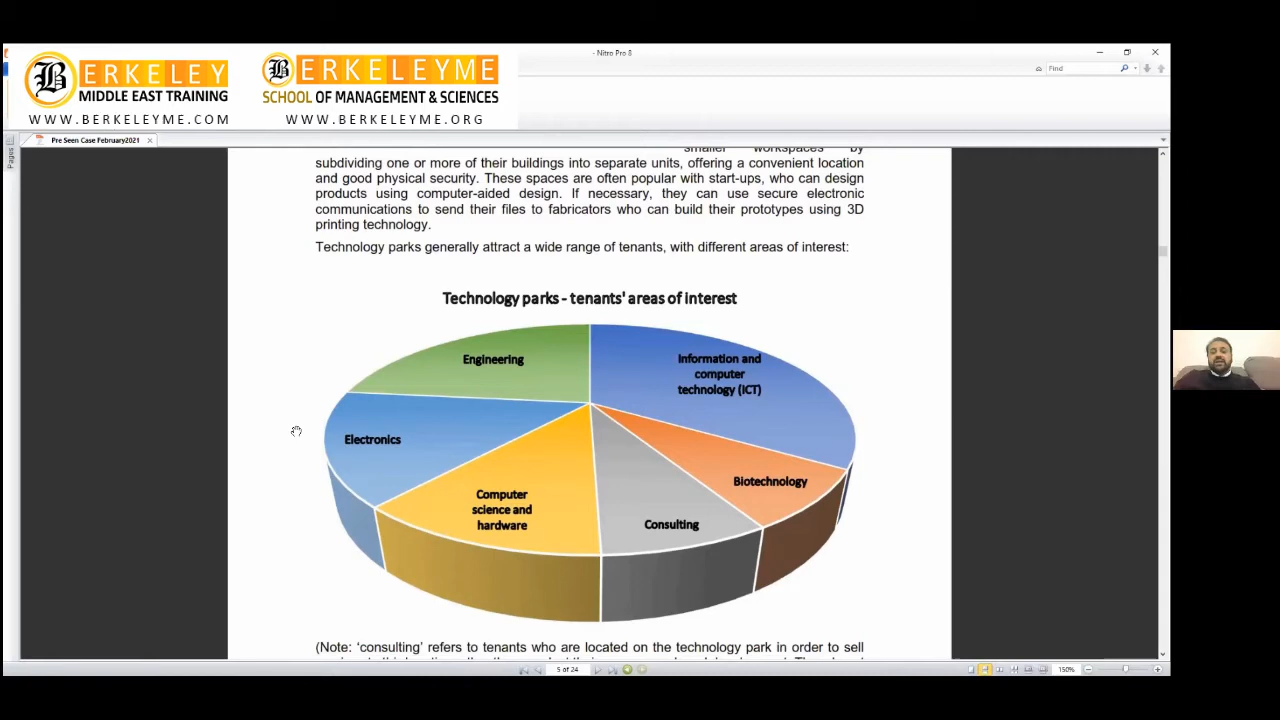 - Nitro Pro 8
BERKELEY
MIDDLE EAST TRAINING
WWW.BERKELEYME.COM
BERKELEYME
SCHOOL OF MANAGEMENT & SCIENCES
WWW.BERKELEYME.ORG
Find
Pre Seen Case February2021
Pages
smaller workspaces by
subdividing one or more of their buildings into separate units, offering a convenient location
and good physical security. These spaces are often popular with start-ups, who can design
products using computer-aided design. If necessary, they can use secure electronic
communications to send their files to fabricators who can build their prototypes using 3D
printing technology.
Technology parks generally attract a wide range of tenants, with different areas of interest:
Technology parks - tenants' areas of interest
Engineering
Information and
computer
technology (ICT)
Electronics
Biotechnology
Computer
science and
hardware
Consulting
(Note: 'consulting' refers to tenants who are located on the technology park in order to sell
5 of 24
150%